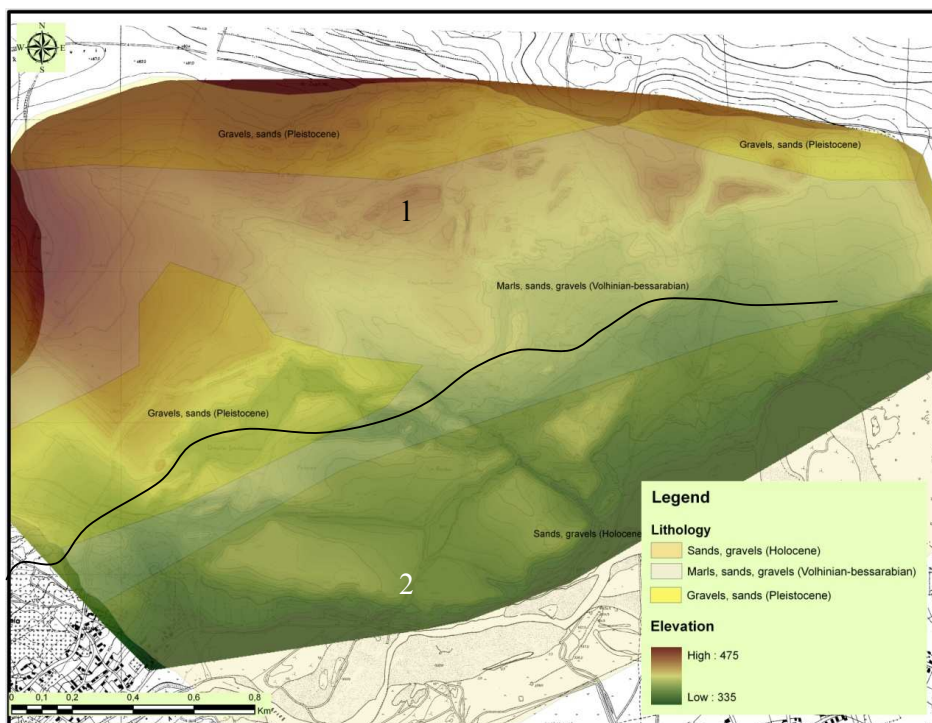 N
W E
S
Gravels, sands (Pleistocene)
Gravels, sands (Pleistocene)
1
Marls, sands, gravels (Volhinian-bessarabian)
Gravels, sands (Pleistocene)
Sands, gravels (Holocene
2
Legend
Lithology
Sands, gravels (Holocene)
Marls, sands, gravels (Volhinian-bessarabian)
Gravels, sands (Pleistocene)
Elevation
High : 475
Low : 335
0 0,1 0,2 0,4 0,6 0,8
Km